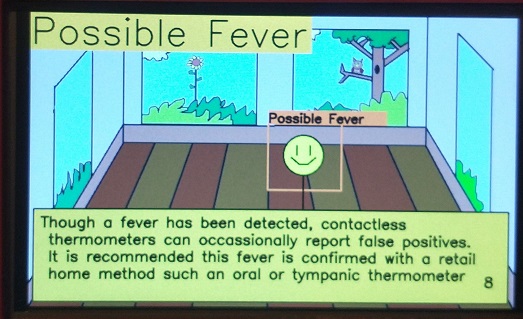 Possible Fever
Possible Fever
Though a fever has been detected, contactless
thermometers can occassionally report false positives.
It is recommended this fever is confirmed with a retail
home method such an oral or tympanic thermometer
8